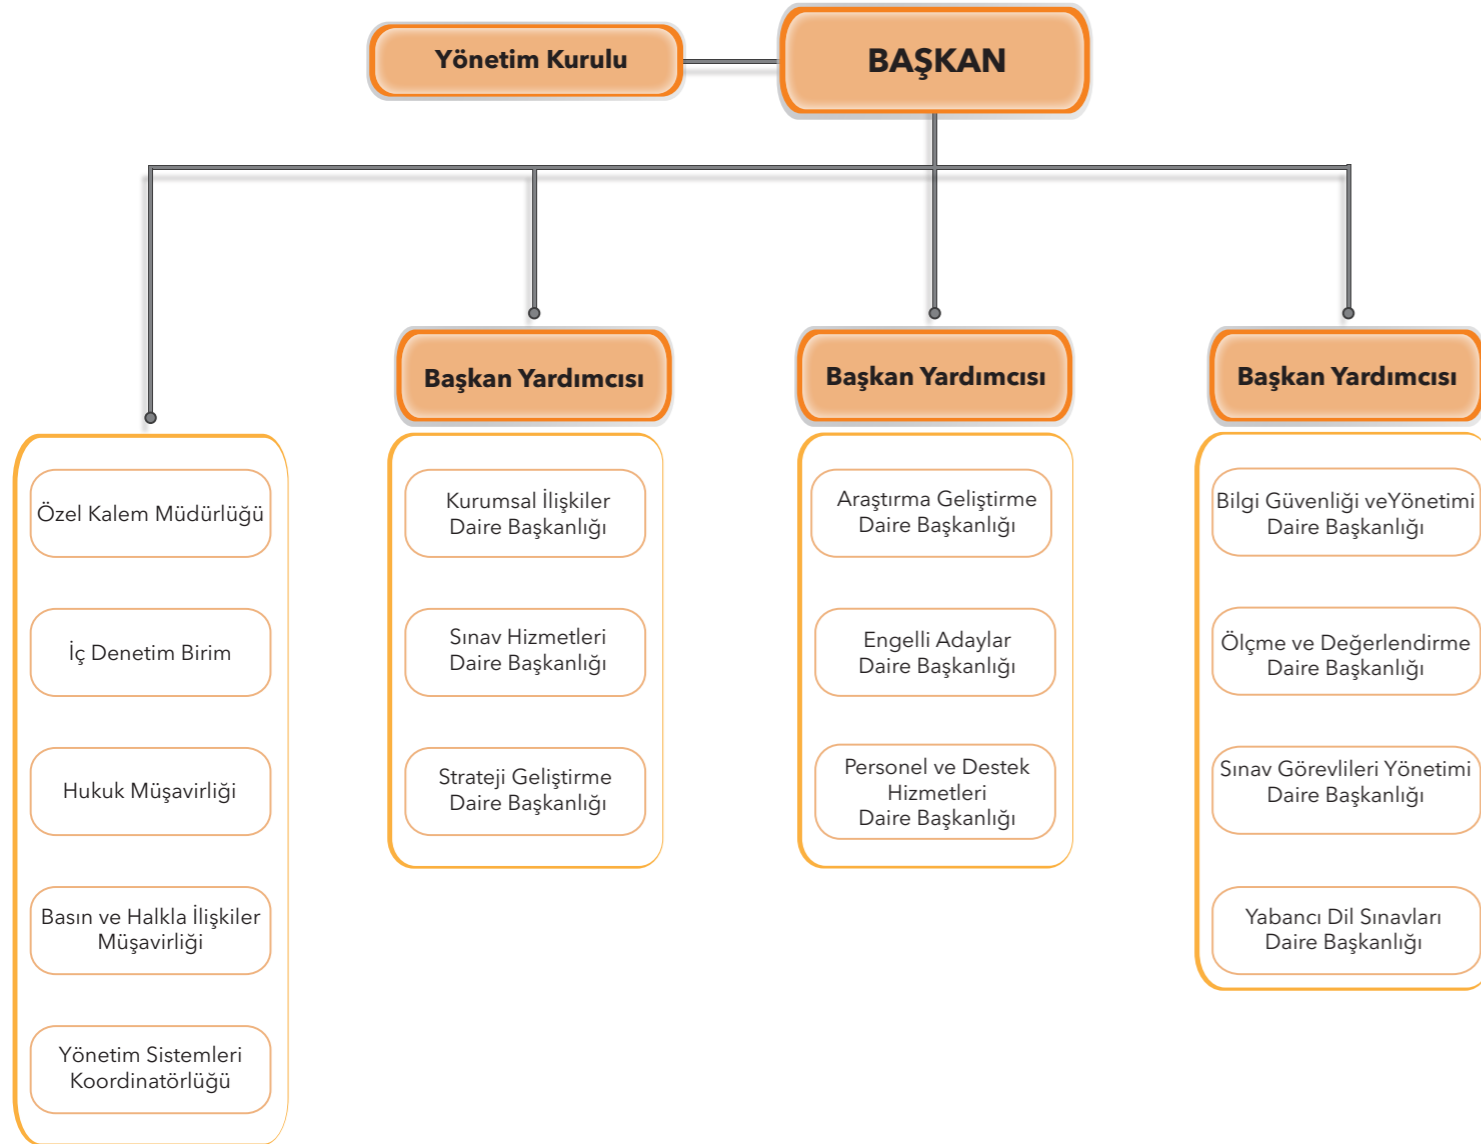 Yönetim Kurulu
BAŞKAN
Özel Kalem Müdürlüğü
İç Denetim Birim
Hukuk Müşavirliği
Basın ve Halkla İlişkiler
Müşavirliği
Yönetim Sistemleri
Koordinatörlüğü
Başkan Yardımcısı
Kurumsal İlişkiler
Daire Başkanlığı
Sınav Hizmetleri
Daire Başkanlığı
Strateji Geliştirme
Daire Başkanlığı
Başkan Yardımcısı
Araştırma Geliştirme
Daire Başkanlığı
Engelli Adaylar
Daire Başkanlığı
Personel ve Destek
Hizmetleri
Daire Başkanlığı
Başkan Yardımcısı
Bilgi Güvenliği veYönetimi
Daire Başkanlığı
Ölçme ve Değerlendirme
Daire Başkanlığı
Sınav Görevlileri Yönetimi
Daire Başkanlığı
Yabancı Dil Sınavları
Daire Başkanlığı